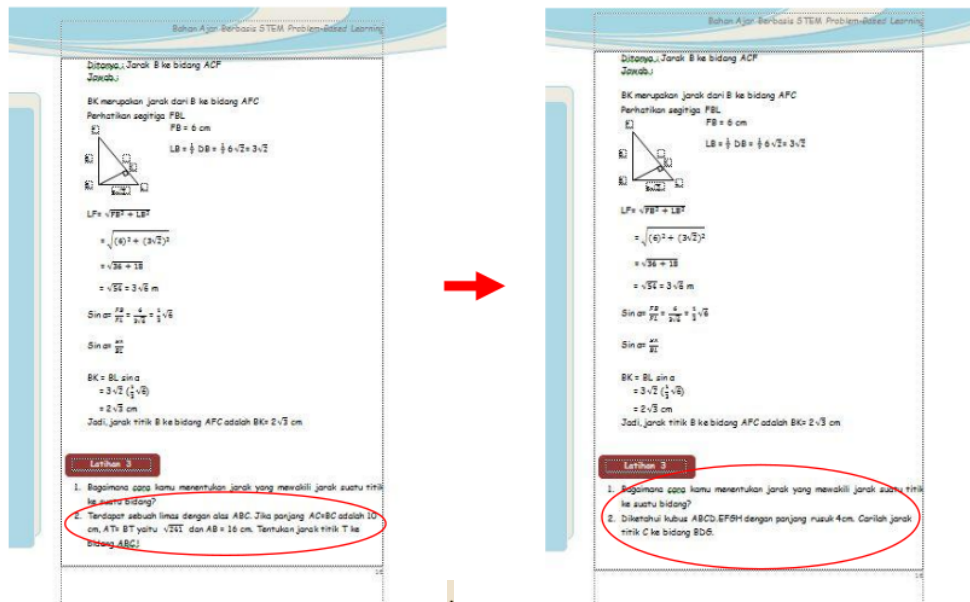 Bahan Ajar Berbasis STEM Problem-Based Learning
Ditanya : Jarak B ke bidang ACF
Jawab :
BK merupakan jarak dari B ke bidang AFC
Perhatikan segitiga FBL
FB = 6 cm
LB = ½ DB = ½ 6√2 = 3√2
LF= √FB² + LB²
= √(6)² + (3√2)²
= √36 + 18
= √54 = 3√6 m
Sin α= FB/FL = 6/3√6 = 1/3 √6
Sin α= BK/BL
BK = BL sin α
= 3√2 (1/3 √6)
= 2√3 cm
Jadi, jarak titik B ke bidang AFC adalah BK= 2√3 cm
Latihan 3
1. Bagaimana cara kamu menentukan jarak yang mewakili jarak suatu titik
ke suatu bidang?
2. Terdapat sebuah limas dengan alas ABC. Jika panjang AC=BC adalah 10
cm, AT= BT yaitu √261 dan AB = 16 cm. Tentukan jarak titik T ke
bidang ABC!
16
Bahan Ajar Berbasis STEM Problem-Based Learning
Ditanya : Jarak B ke bidang ACF
Jawab :
BK merupakan jarak dari B ke bidang AFC
Perhatikan segitiga FBL
FB = 6 cm
LB = ½ DB = ½ 6√2 = 3√2
LF= √FB² + LB²
= √(6)² + (3√2)²
= √36 + 18
= √54 = 3√6 m
Sin α= FB/FL = 6/3√6 = 1/3 √6
Sin α= BK/BL
BK = BL sin α
= 3√2 (1/3 √6)
= 2√3 cm
Jadi, jarak titik B ke bidang AFC adalah BK= 2√3 cm
Latihan 3
1. Bagaimana cara kamu menentukan jarak yang mewakili jarak suatu titik
ke suatu bidang?
2. Diketahui kubus ABCD.EFGH dengan panjang rusuk 4cm. Carilah jarak
titik C ke bidang BDG.
16